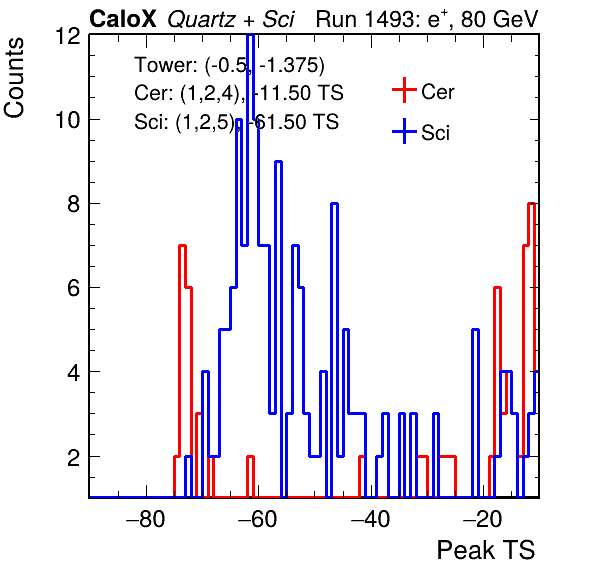 CaloX Quartz + Sci Run 1493: e+, 80 GeV
Counts
12
10
8
6
4
2
Tower: (-0.5, -1.375)
Cer: (1,2,4), -11.50 TS
Sci: (1,2,5), -61.50 TS
Cer
Sci
−80 −60 −40 −20
Peak TS